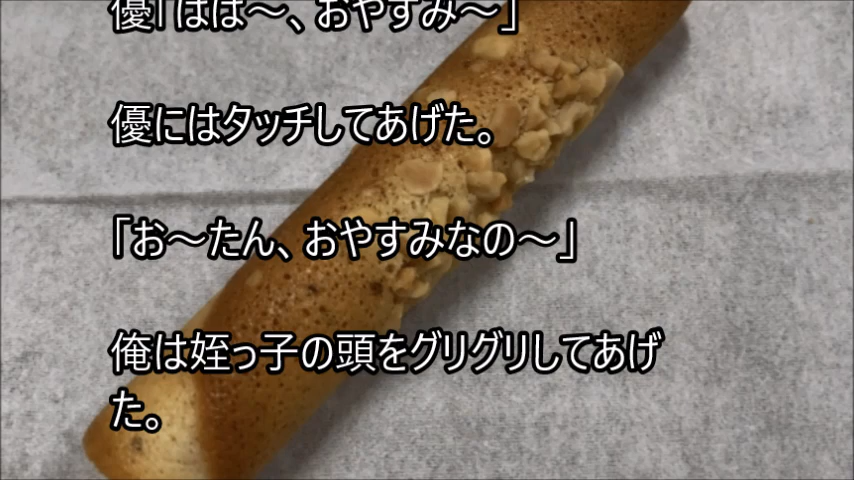 優「ぱぱ～、おやすみ～」
優にはタッチしてあげた。
「お～たん、おやすみなの～」
俺は姪っ子の頭をグリグリしてあげ
た。